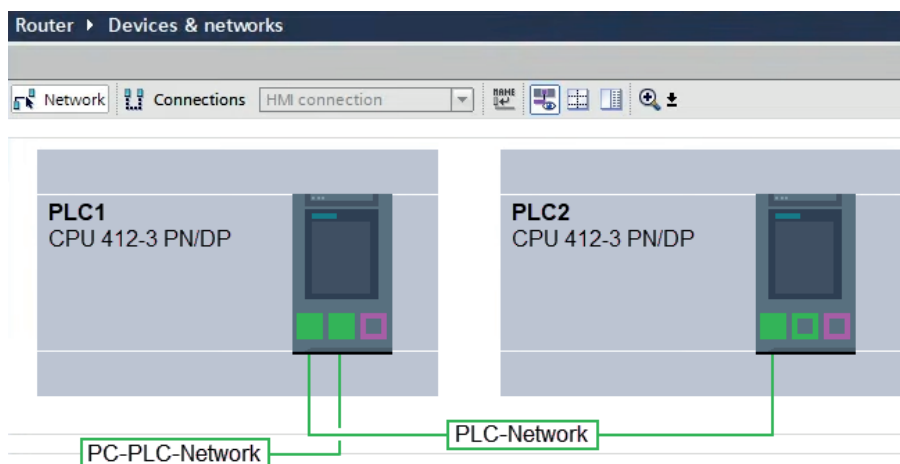 Router ▸ Devices & networks
Network Connections HMI connection NAME
PLC1
CPU 412-3 PN/DP
PLC2
CPU 412-3 PN/DP
PLC-Network
PC-PLC-Network